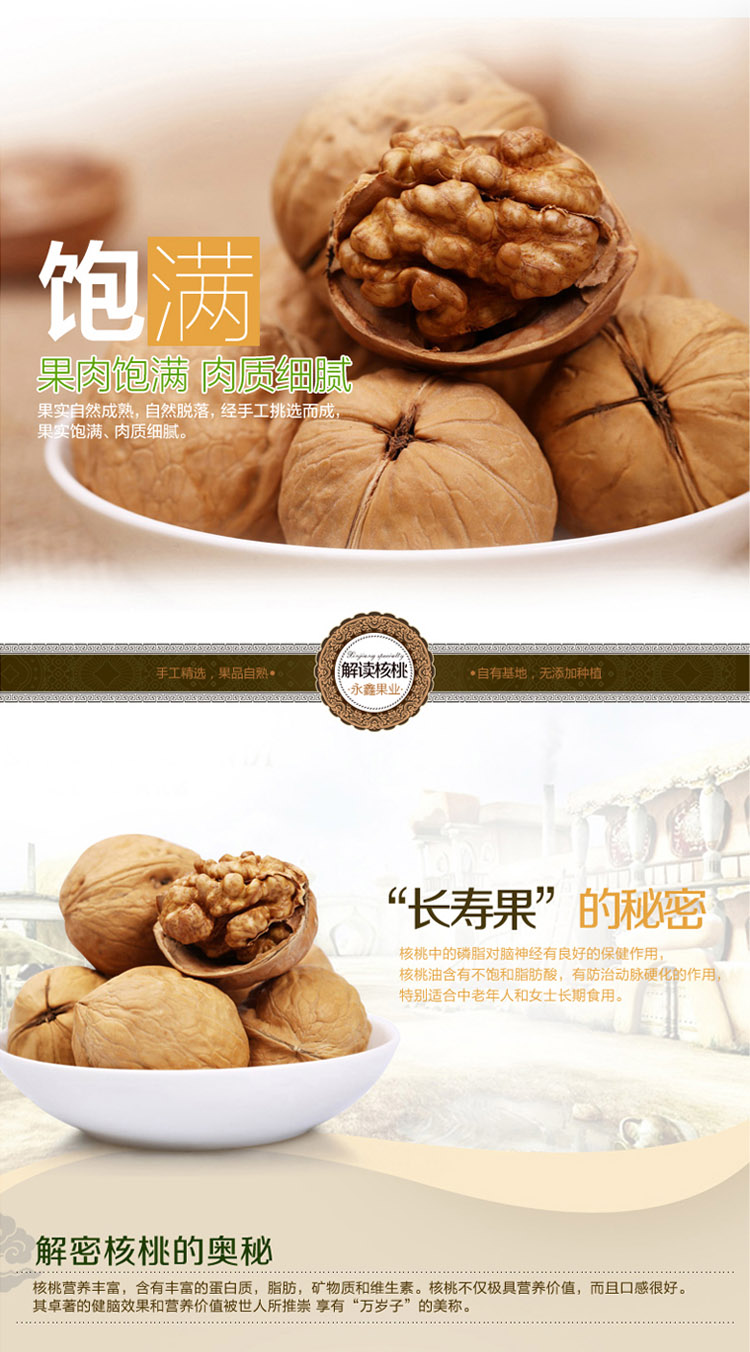 饱满
果肉饱满 肉质细腻
果实自然成熟，自然脱落，经手工挑选而成，
果实饱满、肉质细腻。
Xinjiang specialty
手工精选，果品自熟•
解读核桃
•自有基地，无添加种植
·永鑫果业·
“长寿果”的秘密
核桃中的磷脂对脑神经有良好的保健作用，
核桃油含有不饱和脂肪酸，有防治动脉硬化的作用，
特别适合中老年人和女士长期食用。
解密核桃的奥秘
核桃营养丰富，含有丰富的蛋白质，脂肪，矿物质和维生素。核桃不仅极具营养价值，而且口感很好。
其卓著的健脑效果和营养价值被世人所推崇 享有“万岁子”的美称。